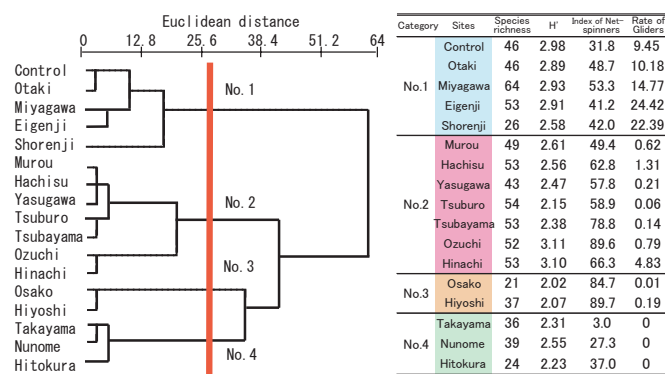 Euclidean distance
0 12.8 25.6 38.4 51.2 64
Control
Otaki
Miyagawa
Eigenji
Shorenji
Murou
Hachisu
Yasugawa
Tsuburo
Tsubayama
Ozuchi
Hinachi
Osako
Hiyoshi
Takayama
Nunome
Hitokura
No. 1
No. 2
No. 3
No. 4
Category Sites Species richness H' Index of Net-spinners Rate of Gliders
No.1
Control 46 2.98 31.8 9.45
Otaki 46 2.89 48.7 10.18
Miyagawa 64 2.93 53.3 14.77
Eigenji 53 2.91 41.2 24.42
Shorenji 26 2.58 42.0 22.39
No.2
Murou 49 2.61 49.4 0.62
Hachisu 53 2.56 62.8 1.31
Yasugawa 43 2.47 57.8 0.21
Tsuburo 54 2.15 58.9 0.06
Tsubayama 53 2.38 78.8 0.14
Ozuchi 52 3.11 89.6 0.79
Hinachi 53 3.10 66.3 4.83
No.3
Osako 21 2.02 84.7 0.01
Hiyoshi 37 2.07 89.7 0.19
No.4
Takayama 36 2.31 3.0 0
Nunome 39 2.55 27.3 0
Hitokura 24 2.23 37.0 0